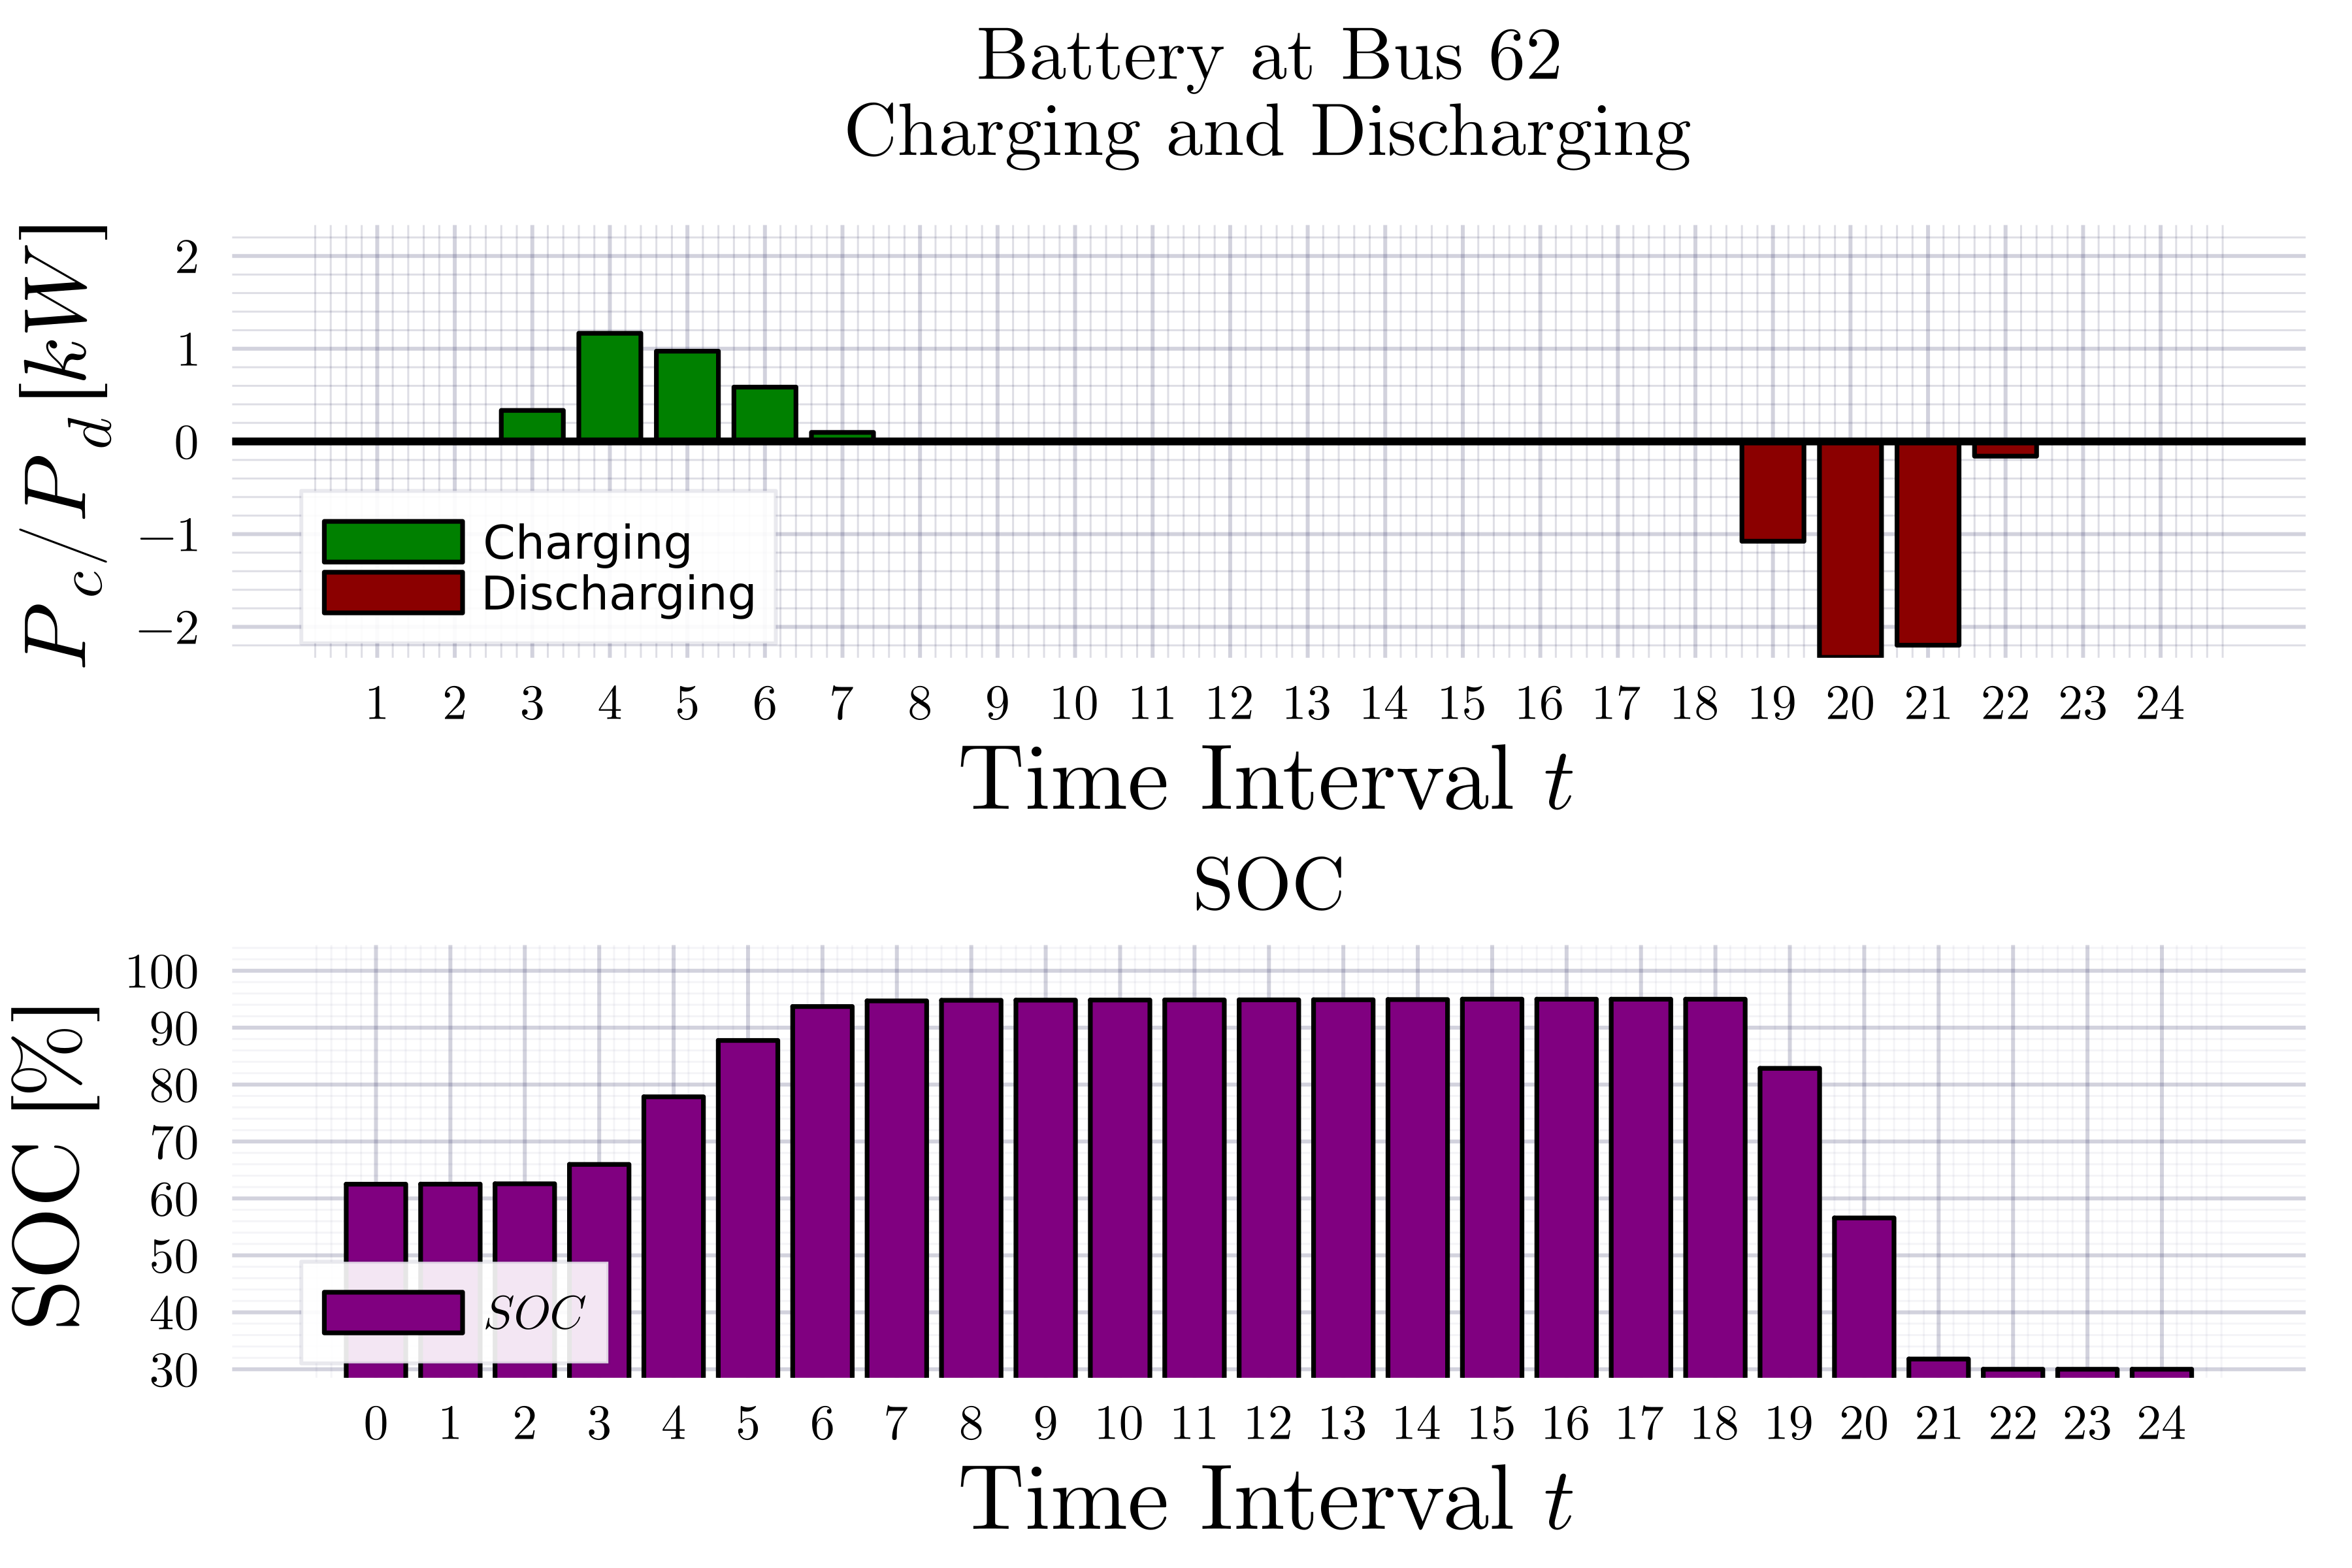 Battery at Bus 62
Charging and Discharging
P_c/P_d [kW]
2
1
0
−1
−2
Charging
Discharging
1 2 3 4 5 6 7 8 9 10 11 12 13 14 15 16 17 18 19 20 21 22 23 24
Time Interval t
SOC
SOC [%]
100
90
80
70
60
50
40
30
SOC
0 1 2 3 4 5 6 7 8 9 10 11 12 13 14 15 16 17 18 19 20 21 22 23 24
Time Interval t